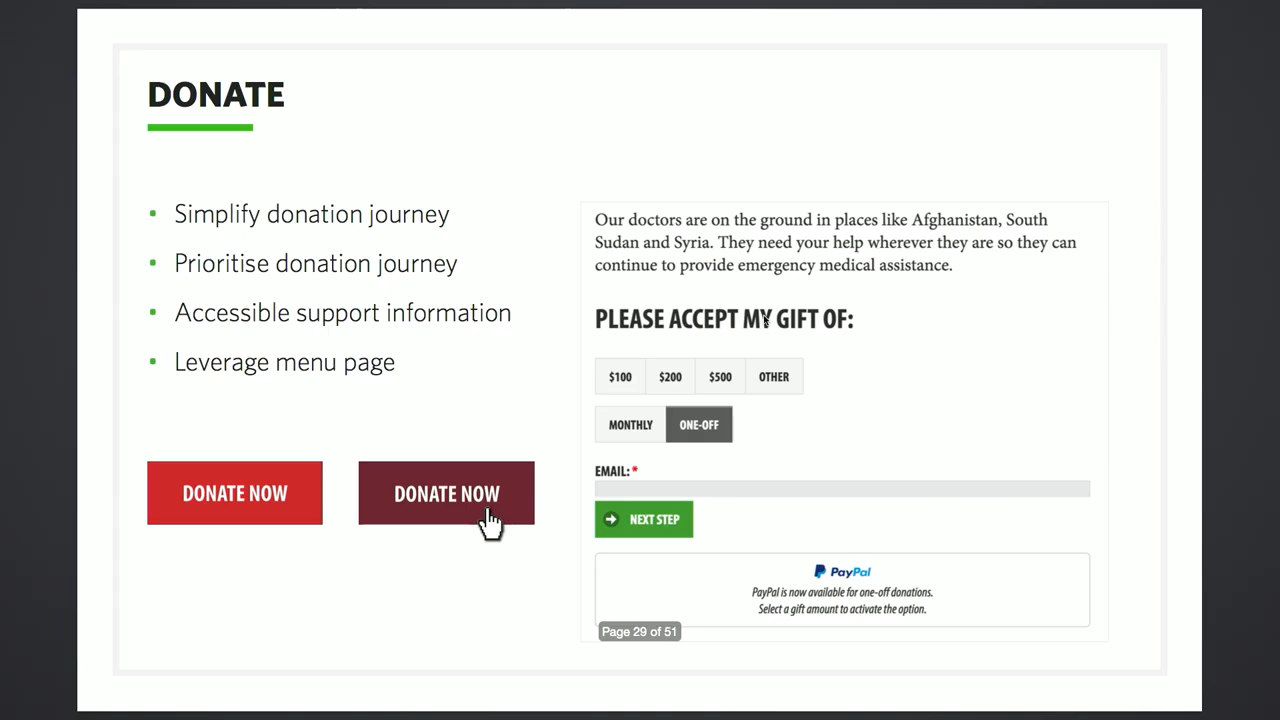 DONATE
Simplify donation journey
Prioritise donation journey
Accessible support information
Leverage menu page
DONATE NOW
DONATE NOW
Our doctors are on the ground in places like Afghanistan, South
Sudan and Syria. They need your help wherever they are so they can
continue to provide emergency medical assistance.
PLEASE ACCEPT MY GIFT OF:
$100 $200 $500 OTHER
MONTHLY ONE-OFF
EMAIL: *
NEXT STEP
PayPal
PayPal is now available for one-off donations.
Select a gift amount to activate the option.
Page 29 of 51